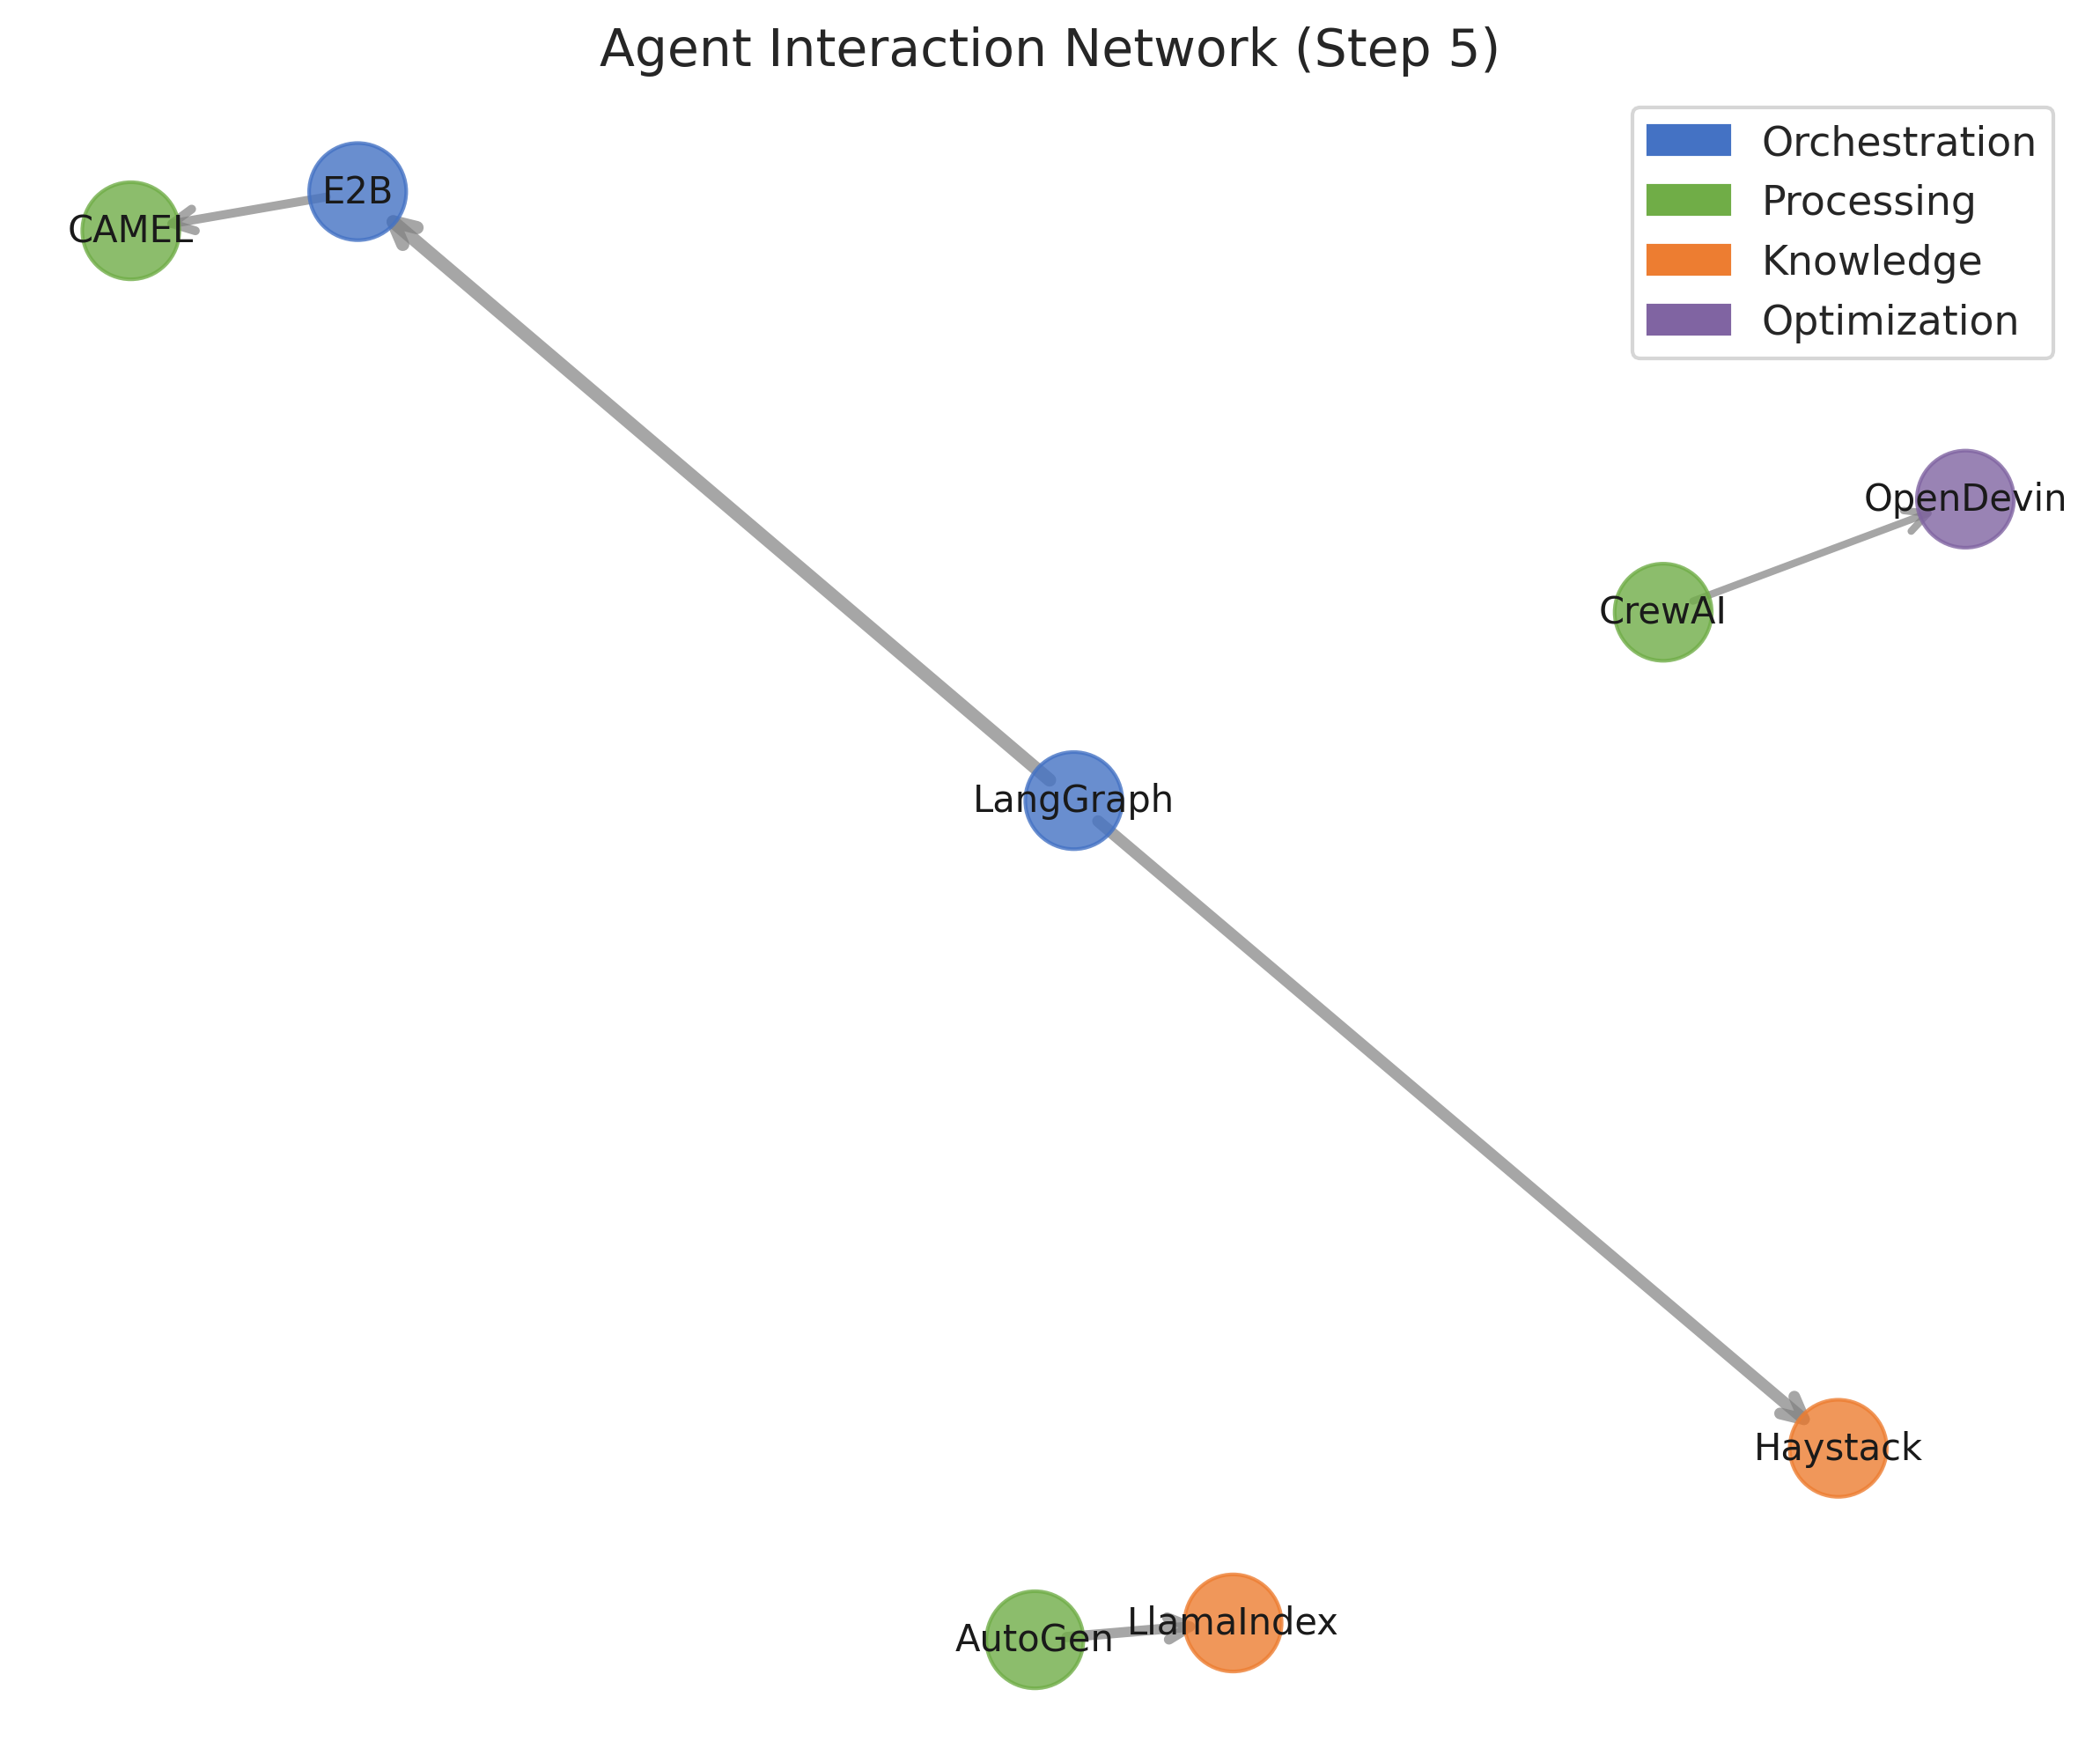 Agent Interaction Network (Step 5)
Orchestration
Processing
Knowledge
Optimization
E2B
CAMEL
OpenDevin
CrewAI
LangGraph
Haystack
LlamaIndex
AutoGen